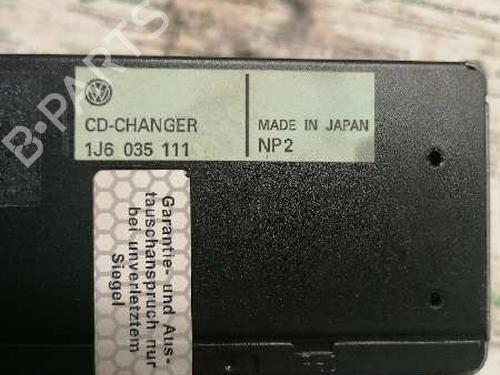 B-PARTS
CD-CHANGER
1J6 035 111
MADE IN JAPAN
NP2
Garantie- und Aus-
tauschanspruch nur
bei unverletztem
Siegel